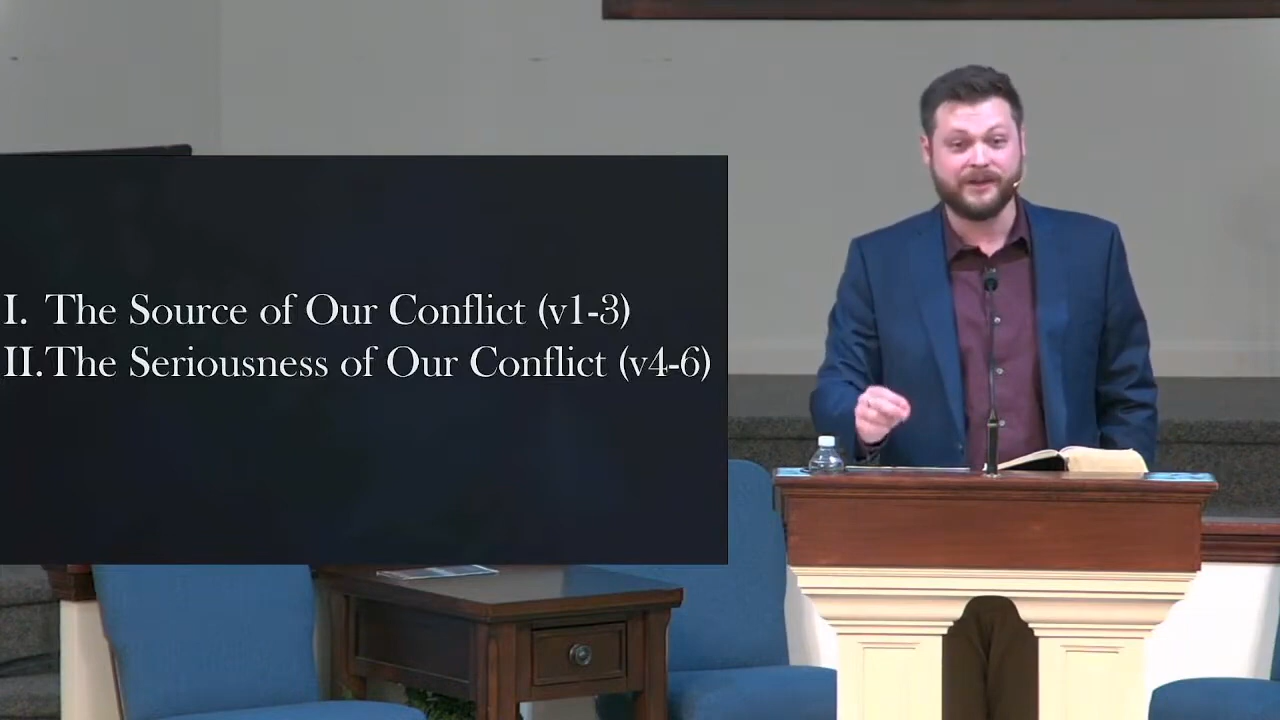 I. The Source of Our Conflict (v1-3)
II. The Seriousness of Our Conflict (v4-6)